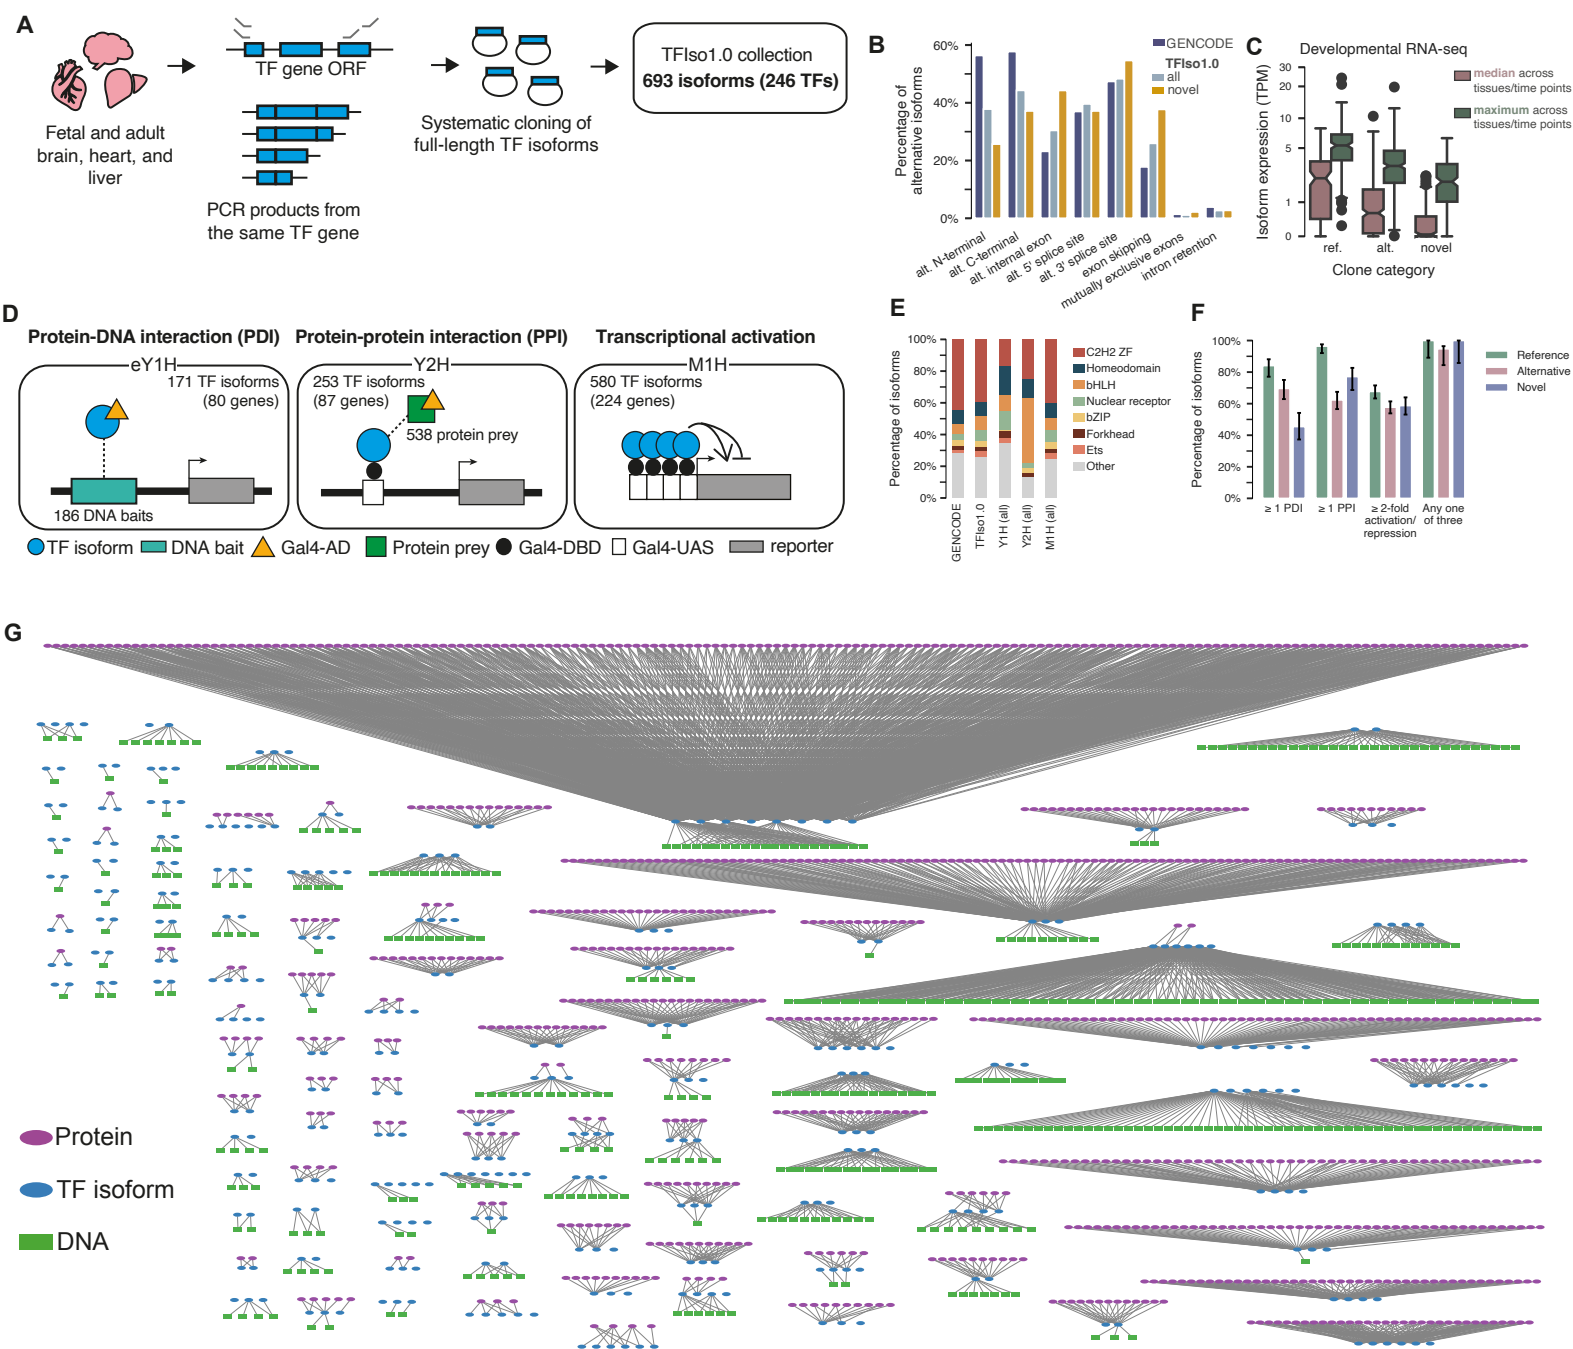 A
Fetal and adult
brain, heart, and
liver
TF gene ORF
PCR products from
the same TF gene
Systematic cloning of
full-length TF isoforms
TFIso1.0 collection
693 isoforms (246 TFs)
B
Percentage of
alternative isoforms
60%
40%
20%
0%
GENCODE
TFIso1.0
all
novel
alt. N-terminal
alt. C-terminal
alt. internal exon
alt. 5' splice site
alt. 3' splice site
exon skipping
mutually exclusive exons
intron retention
C
Developmental RNA-seq
Isoform expression (TPM)
30
20
10
5
1
0
median across
tissues/time points
maximum across
tissues/time points
ref.
alt.
novel
Clone category
D
Protein-DNA interaction (PDI)
eY1H
171 TF isoforms
(80 genes)
186 DNA baits
Protein-protein interaction (PPI)
Y2H
253 TF isoforms
(87 genes)
538 protein prey
Transcriptional activation
M1H
580 TF isoforms
(224 genes)
TF isoform
DNA bait
Gal4-AD
Protein prey
Gal4-DBD
Gal4-UAS
reporter
E
Percentage of isoforms
100%
80%
60%
40%
20%
0%
GENCODE
TFIso1.0
Y1H (all)
Y2H (all)
M1H (all)
C2H2 ZF
Homeodomain
bHLH
Nuclear receptor
bZIP
Forkhead
Ets
Other
F
Percentage of isoforms
100%
80%
60%
40%
20%
0%
≥ 1 PDI
≥ 1 PPI
≥ 2-fold
activation/
repression
Any one
of three
Reference
Alternative
Novel
G
Protein
TF isoform
DNA